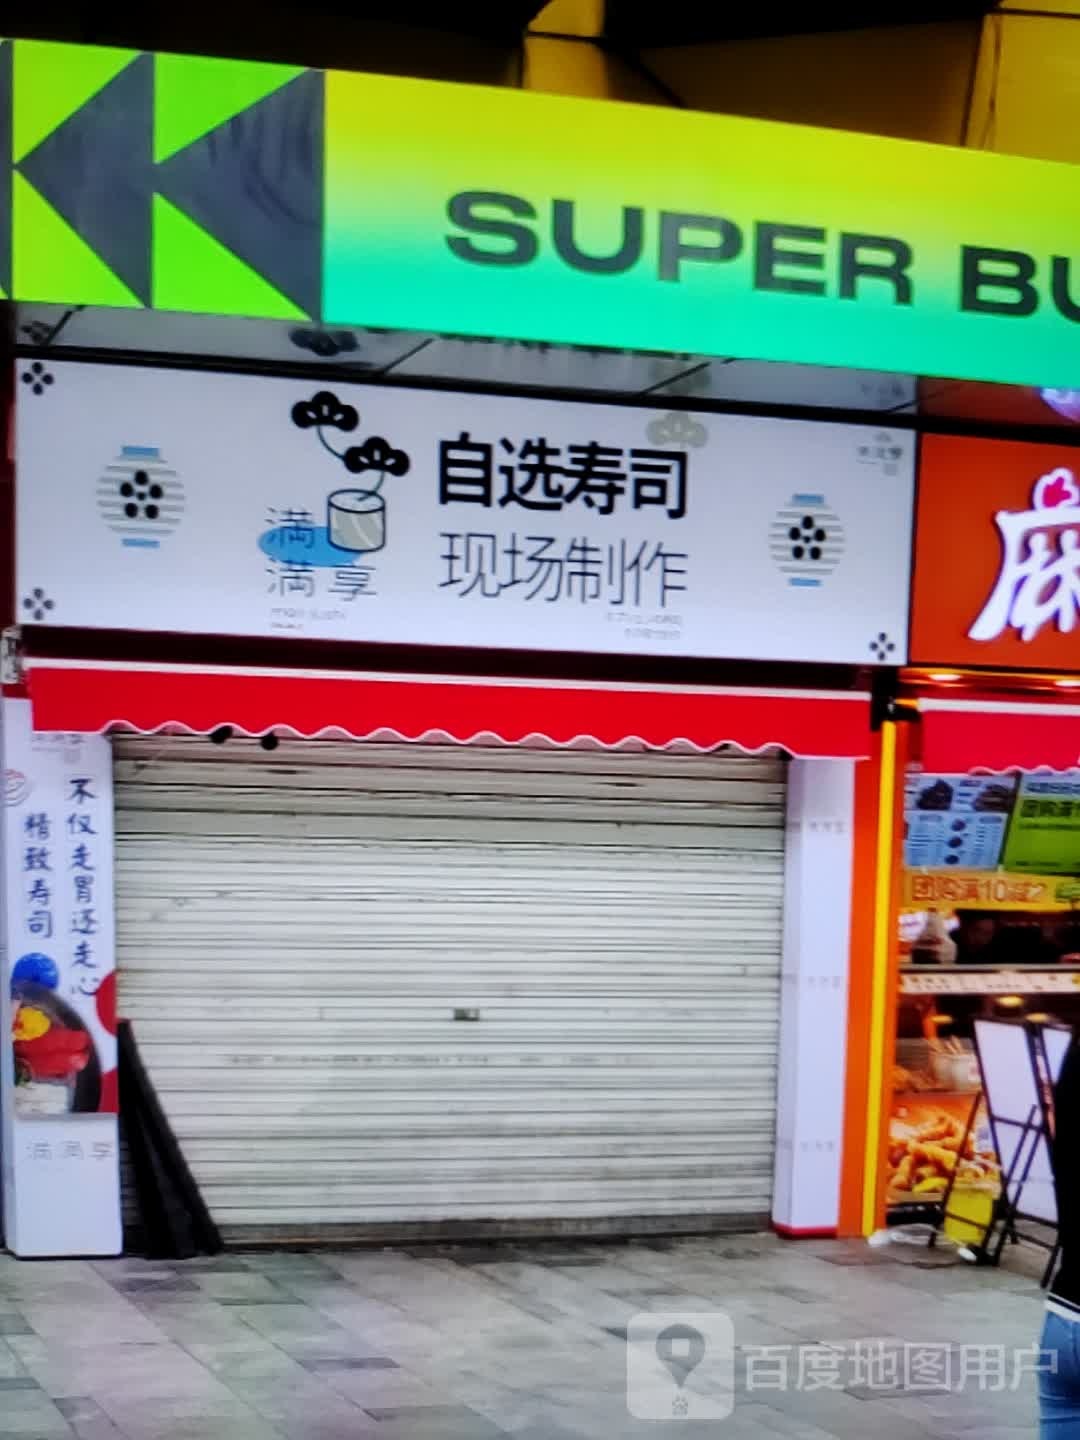 SUPER BU
自选寿司
现场制作
满
满享
麻
不仅走胃还走心
精致寿司
满满享
团购满10减2
百度地图用户